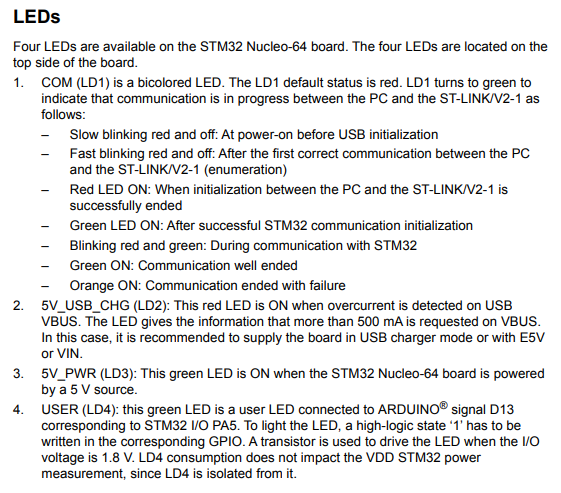 LEDs
Four LEDs are available on the STM32 Nucleo-64 board. The four LEDs are located on the
top side of the board.
1. COM (LD1) is a bicolored LED. The LD1 default status is red. LD1 turns to green to
indicate that communication is in progress between the PC and the ST-LINK/V2-1 as
follows:
– Slow blinking red and off: At power-on before USB initialization
– Fast blinking red and off: After the first correct communication between the PC
and the ST-LINK/V2-1 (enumeration)
– Red LED ON: When initialization between the PC and the ST-LINK/V2-1 is
successfully ended
– Green LED ON: After successful STM32 communication initialization
– Blinking red and green: During communication with STM32
– Green ON: Communication well ended
– Orange ON: Communication ended with failure
2. 5V_USB_CHG (LD2): This red LED is ON when overcurrent is detected on USB
VBUS. The LED gives the information that more than 500 mA is requested on VBUS.
In this case, it is recommended to supply the board in USB charger mode or with E5V
or VIN.
3. 5V_PWR (LD3): This green LED is ON when the STM32 Nucleo-64 board is powered
by a 5 V source.
4. USER (LD4): this green LED is a user LED connected to ARDUINO® signal D13
corresponding to STM32 I/O PA5. To light the LED, a high-logic state ‘1’ has to be
written in the corresponding GPIO. A transistor is used to drive the LED when the I/O
voltage is 1.8 V. LD4 consumption does not impact the VDD STM32 power
measurement, since LD4 is isolated from it.